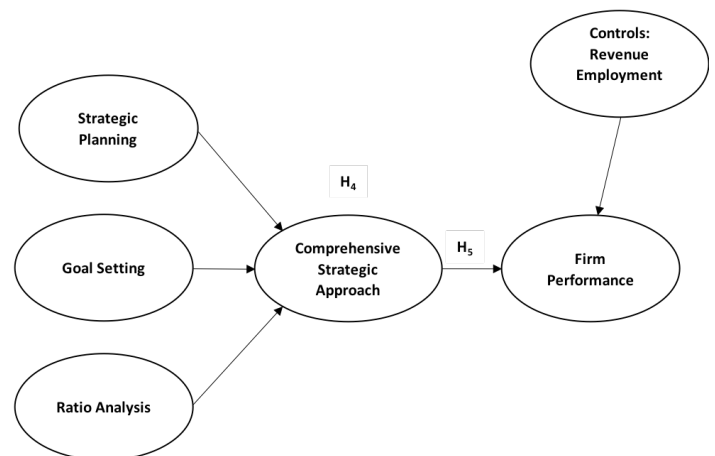 Controls:
Revenue
Employment
Strategic
Planning
H₄
Goal Setting
Comprehensive
Strategic
Approach
H₅
Firm
Performance
Ratio Analysis